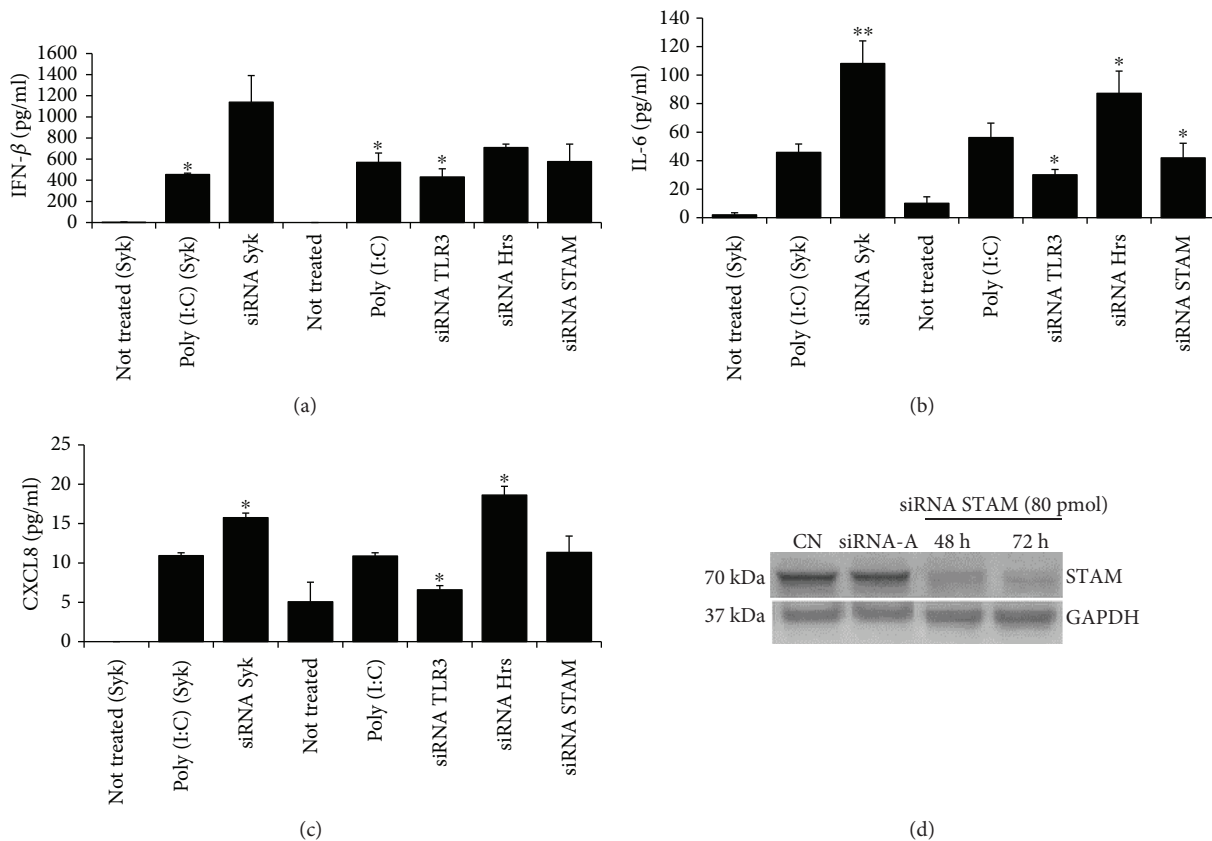 1600
1400
1200
1000
800
600
400
200
0
IFN-β (pg/ml)
*
*
*
Not treated (Syk)
Poly (I:C) (Syk)
siRNA Syk
Not treated
Poly (I:C)
siRNA TLR3
siRNA Hrs
siRNA STAM
(a)
140
120
100
80
60
40
20
0
IL-6 (pg/ml)
**
*
*
*
Not treated (Syk)
Poly (I:C) (Syk)
siRNA Syk
Not treated
Poly (I:C)
siRNA TLR3
siRNA Hrs
siRNA STAM
(b)
25
20
15
10
5
0
CXCL8 (pg/ml)
*
*
*
Not treated (Syk)
Poly (I:C) (Syk)
siRNA Syk
Not treated
Poly (I:C)
siRNA TLR3
siRNA Hrs
siRNA STAM
(c)
siRNA STAM (80 pmol)
CN siRNA-A 48 h 72 h
70 kDa STAM
37 kDa GAPDH
(d)